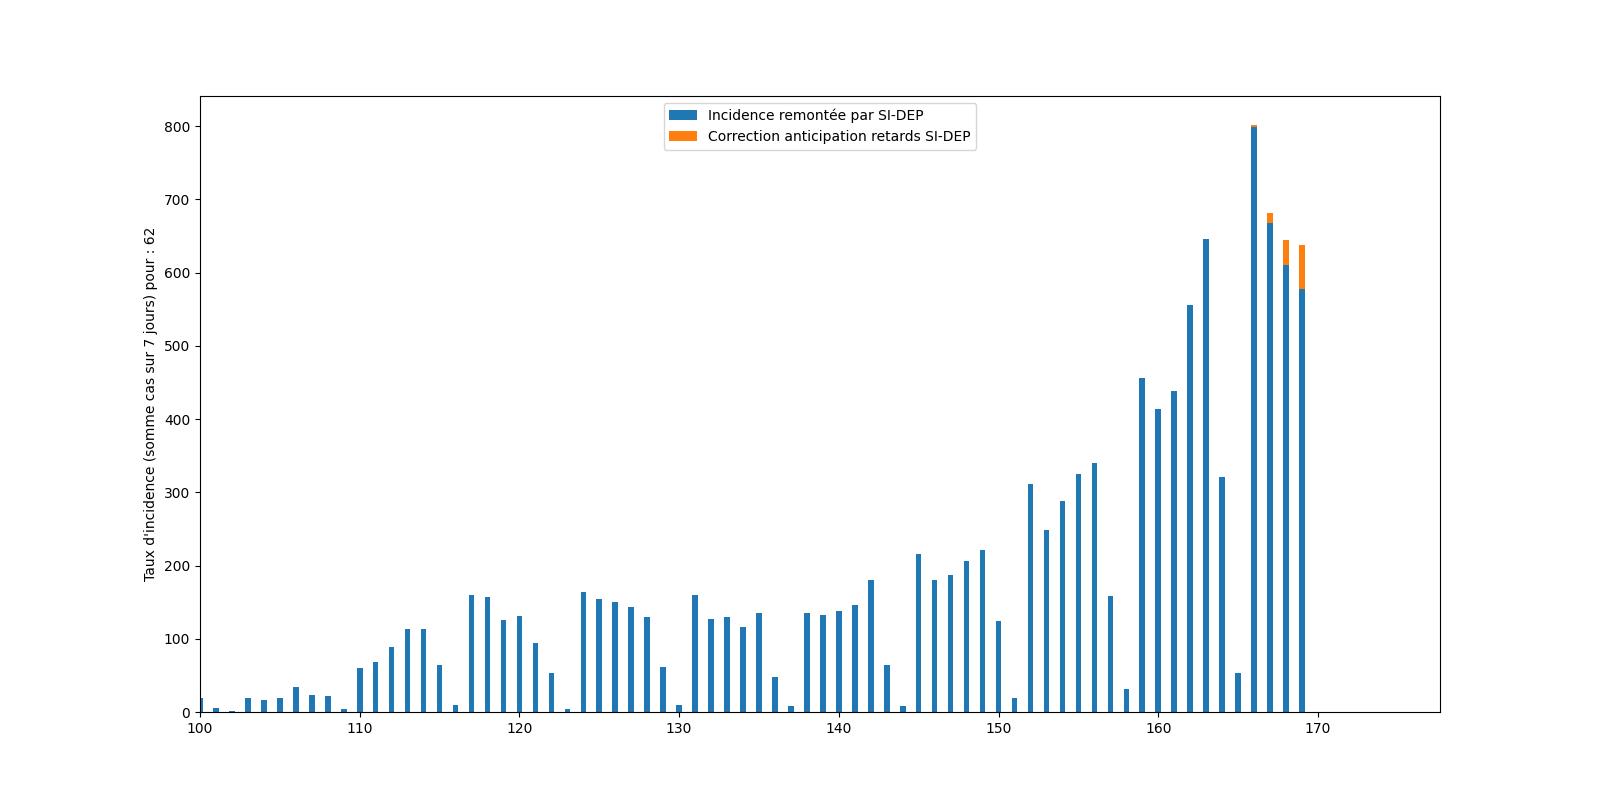 Incidence remontée par SI-DEP
Correction anticipation retards SI-DEP
Taux d'incidence (somme cas sur 7 jours) pour : 62
800
700
600
500
400
300
200
100
0
100 110 120 130 140 150 160 170